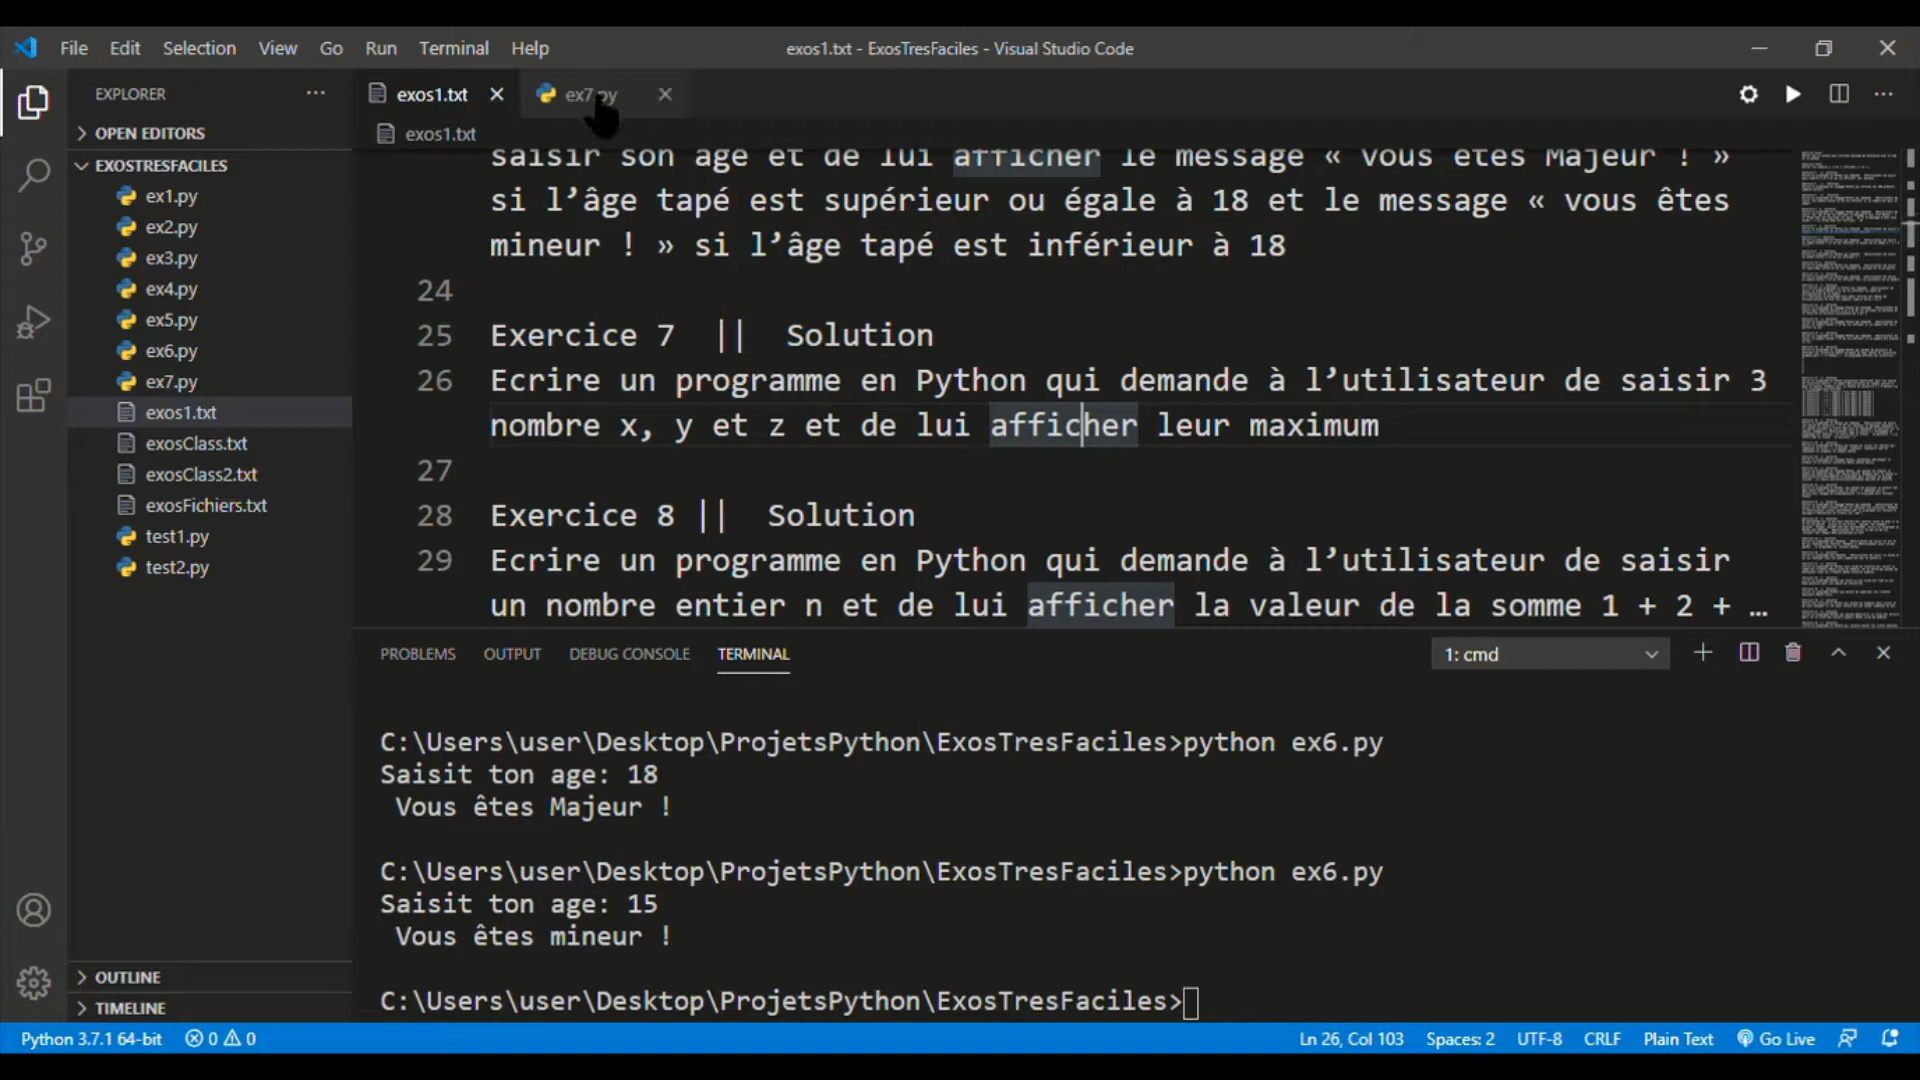 File Edit Selection View Go Run Terminal Help
exos1.txt - ExosTresFaciles - Visual Studio Code
EXPLORER
exos1.txt
ex7.py
OPEN EDITORS
exos1.txt
EXOSTRESFACILES
ex1.py
ex2.py
ex3.py
ex4.py
ex5.py
ex6.py
ex7.py
exos1.txt
exosClass.txt
exosClass2.txt
exosFichiers.txt
test1.py
test2.py
OUTLINE
TIMELINE
saisir son age et de lui afficher le message « vous etes Majeur ! »
si l’âge tapé est supérieur ou égale à 18 et le message « vous êtes
mineur ! » si l’âge tapé est inférieur à 18
24
25 Exercice 7 || Solution
26 Ecrire un programme en Python qui demande à l’utilisateur de saisir 3
nombre x, y et z et de lui afficher leur maximum
27
28 Exercice 8 || Solution
29 Ecrire un programme en Python qui demande à l’utilisateur de saisir
un nombre entier n et de lui afficher la valeur de la somme 1 + 2 + …
PROBLEMS OUTPUT DEBUG CONSOLE TERMINAL
1: cmd
C:\Users\user\Desktop\ProjetsPython\ExosTresFaciles>python ex6.py
Saisit ton age: 18
Vous êtes Majeur !
C:\Users\user\Desktop\ProjetsPython\ExosTresFaciles>python ex6.py
Saisit ton age: 15
Vous êtes mineur !
C:\Users\user\Desktop\ProjetsPython\ExosTresFaciles>
Python 3.7.1 64-bit 0 0
Ln 26, Col 103 Spaces: 2 UTF-8 CRLF Plain Text Go Live